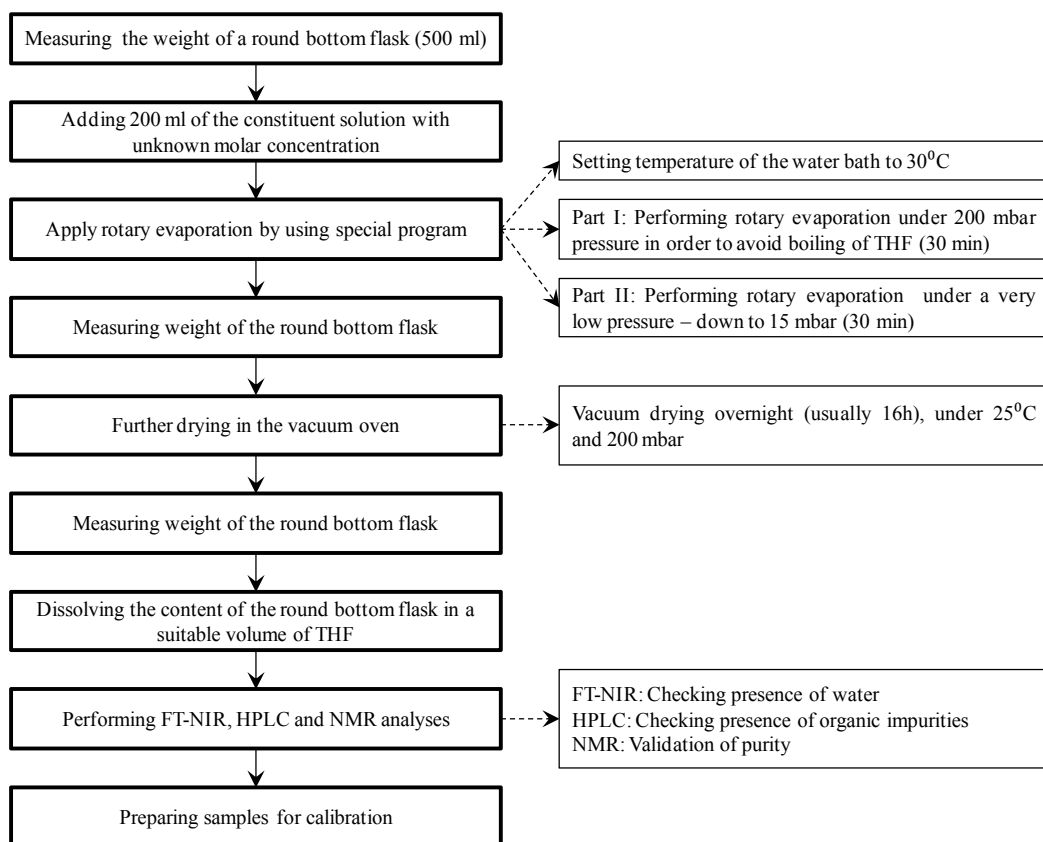 Measuring the weight of a round bottom flask (500 ml)
Adding 200 ml of the constituent solution with
unknown molar concentration
Setting temperature of the water bath to 30⁰C
Apply rotary evaporation by using special program
Part I: Performing rotary evaporation under 200 mbar
pressure in order to avoid boiling of THF (30 min)
Part II: Performing rotary evaporation under a very
low pressure – down to 15 mbar (30 min)
Measuring weight of the round bottom flask
Further drying in the vacuum oven
Vacuum drying overnight (usually 16h), under 25⁰C
and 200 mbar
Measuring weight of the round bottom flask
Dissolving the content of the round bottom flask in a
suitable volume of THF
Performing FT-NIR, HPLC and NMR analyses
FT-NIR: Checking presence of water
HPLC: Checking presence of organic impurities
NMR: Validation of purity
Preparing samples for calibration